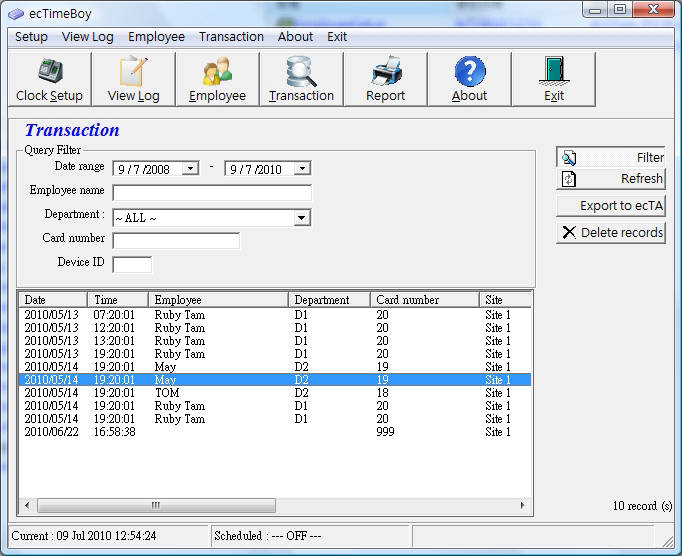 ecTimeBoy
Setup View Log Employee Transaction About Exit
Clock Setup View Log Employee Transaction Report About Exit
Transaction
Query Filter
Date range 9 / 7 /2008 - 9 / 7 /2010
Employee name
Department : ~ ALL ~
Card number
Device ID
Filter
Refresh
Export to ecTA
Delete records
Date Time Employee Department Card number Site
2010/05/13 07:20:01 Ruby Tam D1 20 Site 1
2010/05/13 12:20:01 Ruby Tam D1 20 Site 1
2010/05/13 13:20:01 Ruby Tam D1 20 Site 1
2010/05/13 19:20:01 Ruby Tam D1 20 Site 1
2010/05/14 19:20:01 May D2 19 Site 1
2010/05/14 19:20:01 May D2 19 Site 1
2010/05/14 19:20:01 TOM D2 18 Site 1
2010/05/14 19:20:01 Ruby Tam D1 20 Site 1
2010/05/14 19:20:01 Ruby Tam D1 20 Site 1
2010/06/22 16:58:38 999 Site 1
10 record (s)
Current : 09 Jul 2010 12:54:24 Scheduled : --- OFF ---